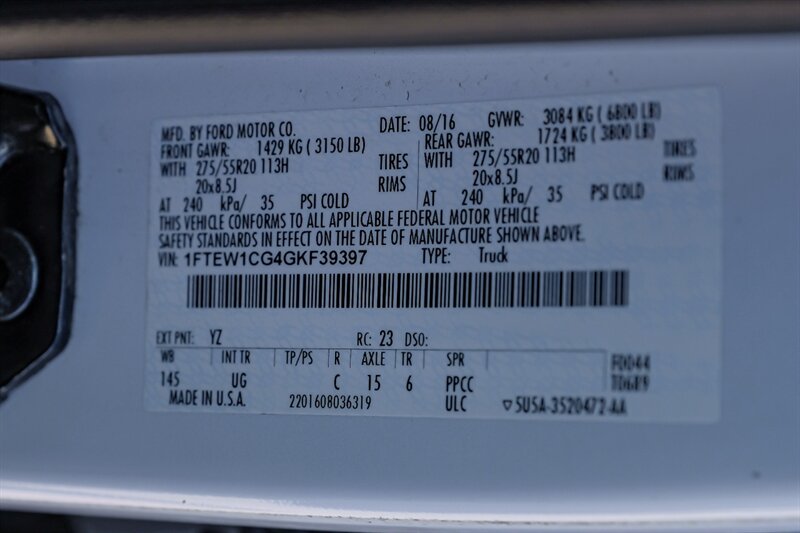 MFD. BY FORD MOTOR CO. DATE: 08/16 GVWR: 3084 KG ( 6800 LB)
FRONT GAWR: 1429 KG ( 3150 LB) REAR GAWR: 1724 KG ( 3800 LB)
WITH 275/55R20 113H TIRES WITH 275/55R20 113H TIRES
20x8.5J RIMS 20x8.5J RIMS
AT 240 kPa/ 35 PSI COLD AT 240 kPa/ 35 PSI COLD
THIS VEHICLE CONFORMS TO ALL APPLICABLE FEDERAL MOTOR VEHICLE
SAFETY STANDARDS IN EFFECT ON THE DATE OF MANUFACTURE SHOWN ABOVE.
VIN: 1FTEW1CG4GKF39397 TYPE: Truck
EXT PNT: YZ RC: 23 DSO:
WB INT TR TP/PS R AXLE TR SPR F0044
145 UG C 15 6 PPCC T0689
MADE IN U.S.A. 2201608036319 ULC ▽5U5A-3520472-AA